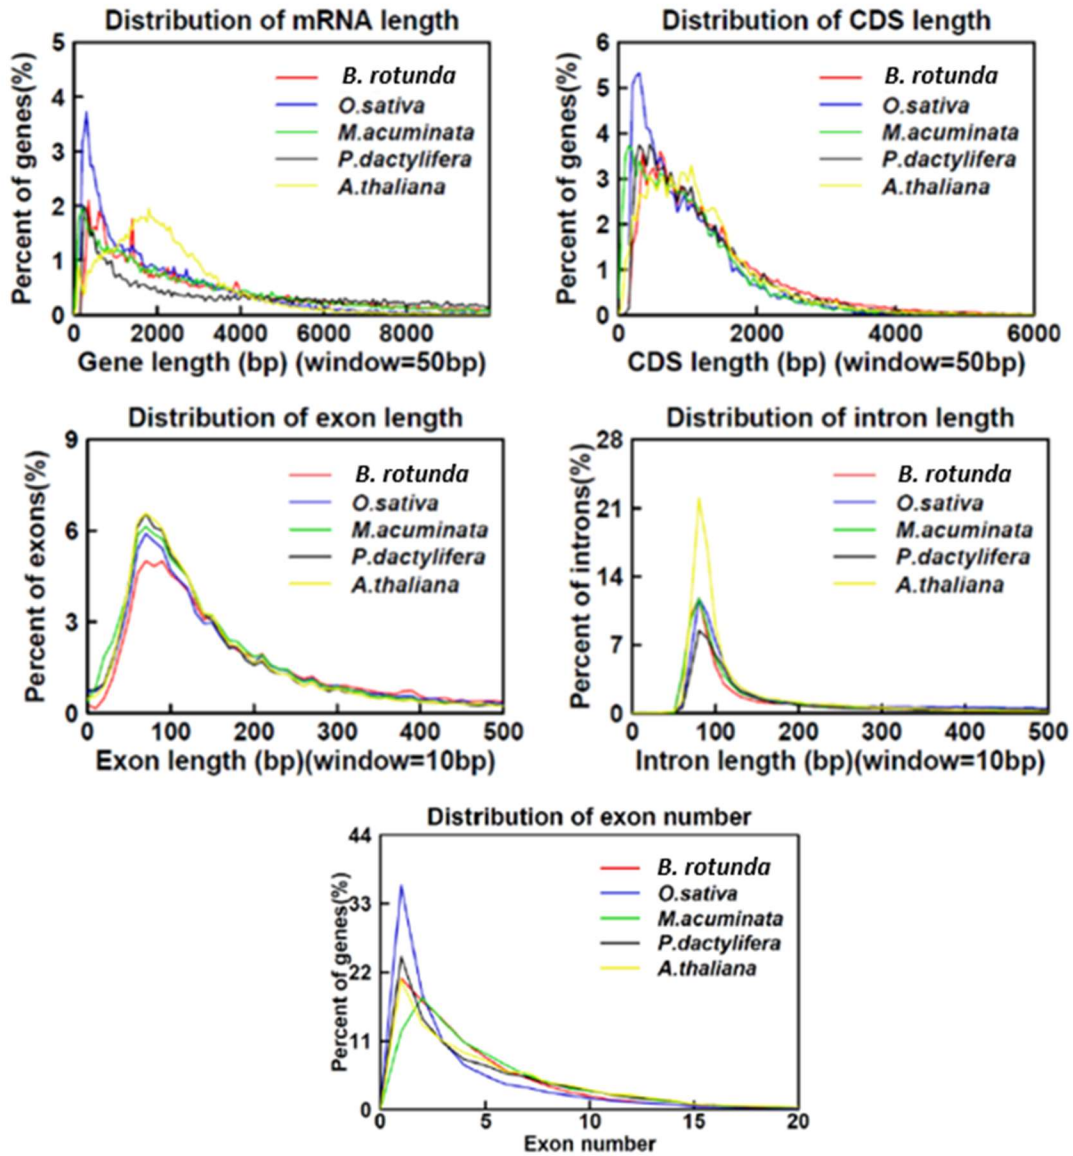 Distribution of mRNA length
Percent of genes(%)
5
4
3
2
1
0
B. rotunda
O.sativa
M.acuminata
P.dactylifera
A.thaliana
0 2000 4000 6000 8000
Gene length (bp) (window=50bp)
Distribution of CDS length
Percent of genes(%)
6
5
4
3
2
1
0
B. rotunda
O.sativa
M.acuminata
P.dactylifera
A.thaliana
0 2000 4000 6000
CDS length (bp) (window=50bp)
Distribution of exon length
Percent of exons(%)
9
6
3
0
B. rotunda
O.sativa
M.acuminata
P.dactylifera
A.thaliana
0 100 200 300 400 500
Exon length (bp)(window=10bp)
Distribution of intron length
Percent of introns(%)
28
21
14
7
0
B. rotunda
O.sativa
M.acuminata
P.dactylifera
A.thaliana
0 100 200 300 400 500
Intron length (bp)(window=10bp)
Distribution of exon number
Percent of genes(%)
44
33
22
11
0
B. rotunda
O.sativa
M.acuminata
P.dactylifera
A.thaliana
0 5 10 15 20
Exon number